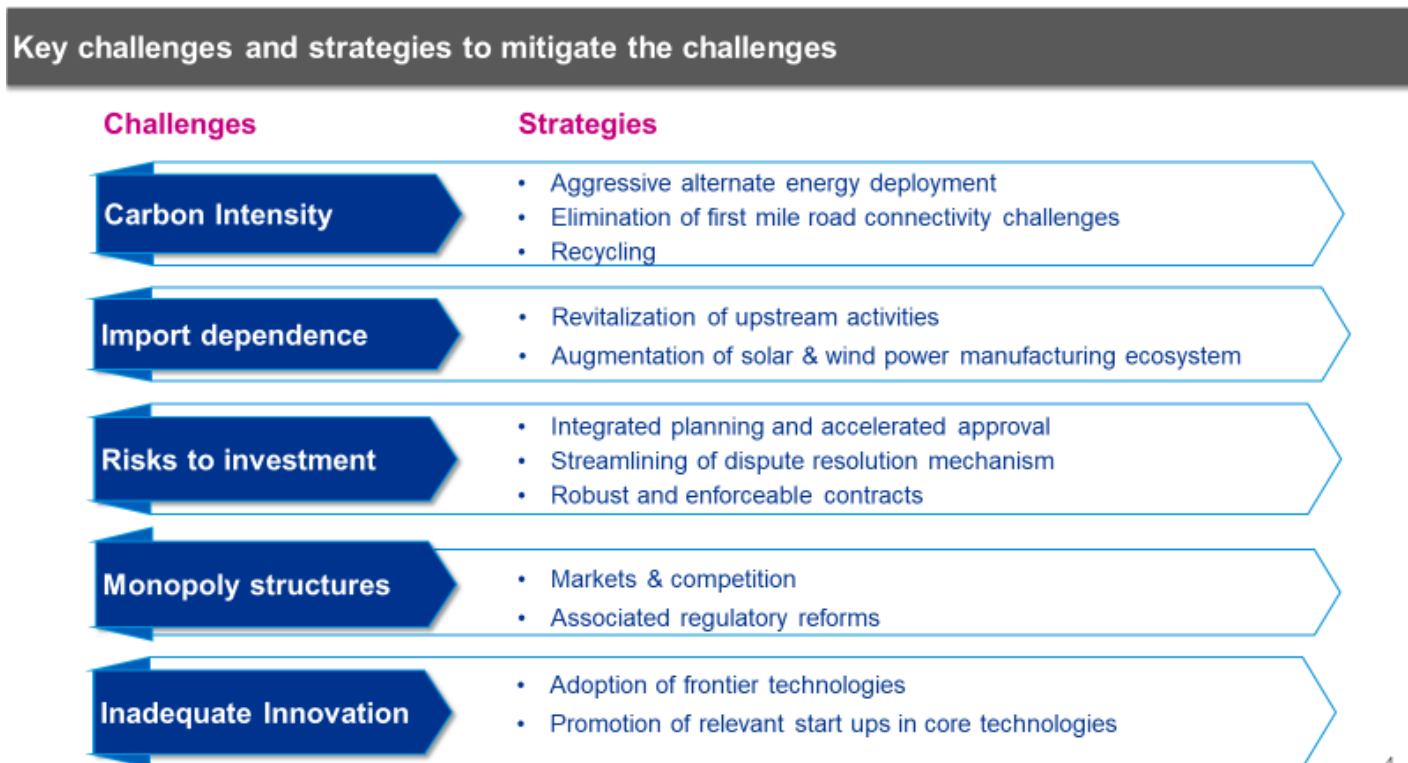 Key challenges and strategies to mitigate the challenges
Challenges
Strategies
Carbon Intensity
• Aggressive alternate energy deployment
• Elimination of first mile road connectivity challenges
• Recycling
Import dependence
• Revitalization of upstream activities
• Augmentation of solar & wind power manufacturing ecosystem
Risks to investment
• Integrated planning and accelerated approval
• Streamlining of dispute resolution mechanism
• Robust and enforceable contracts
Monopoly structures
• Markets & competition
• Associated regulatory reforms
Inadequate Innovation
• Adoption of frontier technologies
• Promotion of relevant start ups in core technologies